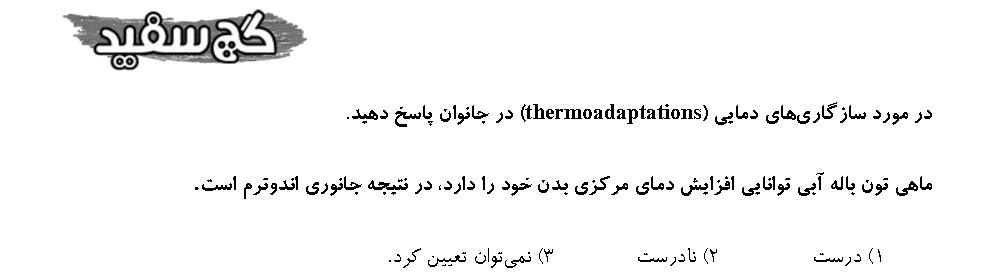 گچ سفید
در مورد سازگاری‌های دمایی (thermoadaptations) در جانوان پاسخ دهید.
ماهی تون باله آبی توانایی افزایش دمای مرکزی بدن خود را دارد، در نتیجه جانوری اندوترم است.
۱) درست ۲) نادرست ۳) نمی‌توان تعیین کرد.